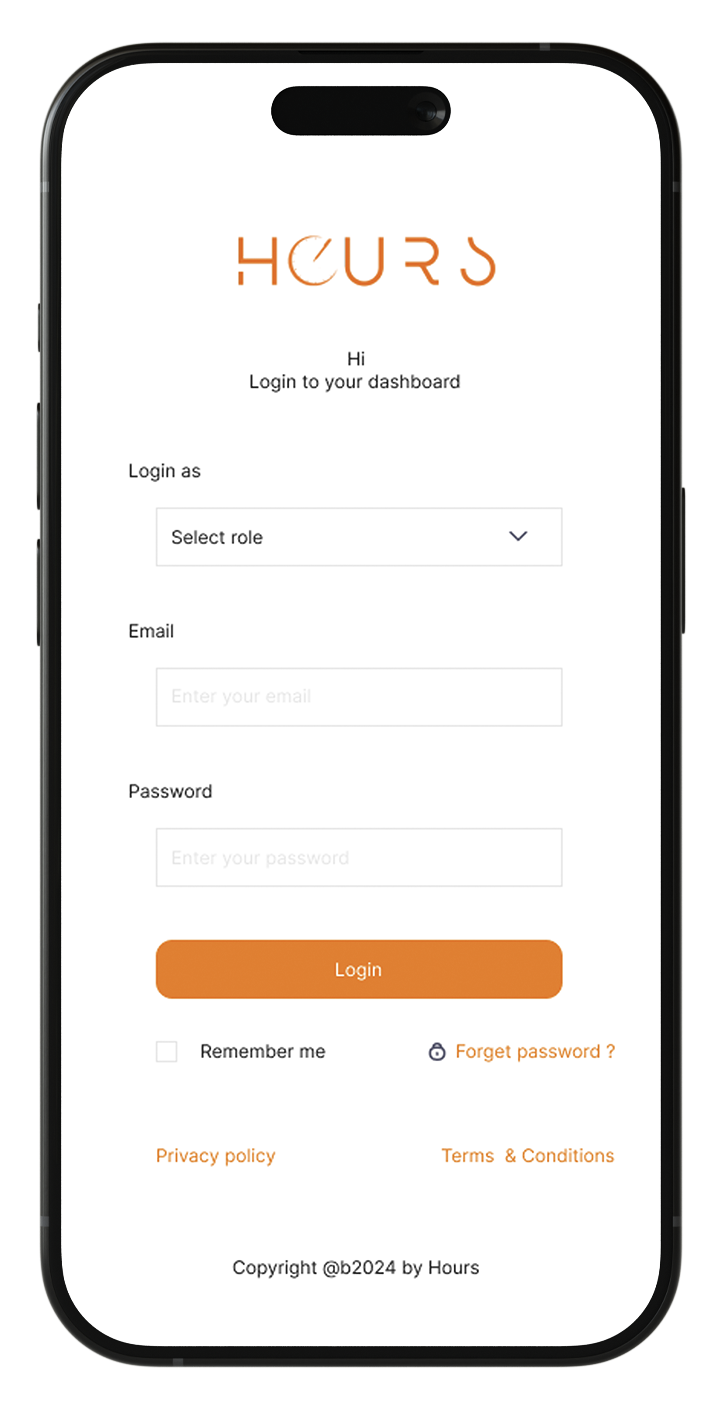 HOURS
Hi
Login to your dashboard
Login as
Select role
Email
Enter your email
Password
Enter your password
Login
Remember me
Forget password ?
Privacy policy
Terms & Conditions
Copyright @b2024 by Hours